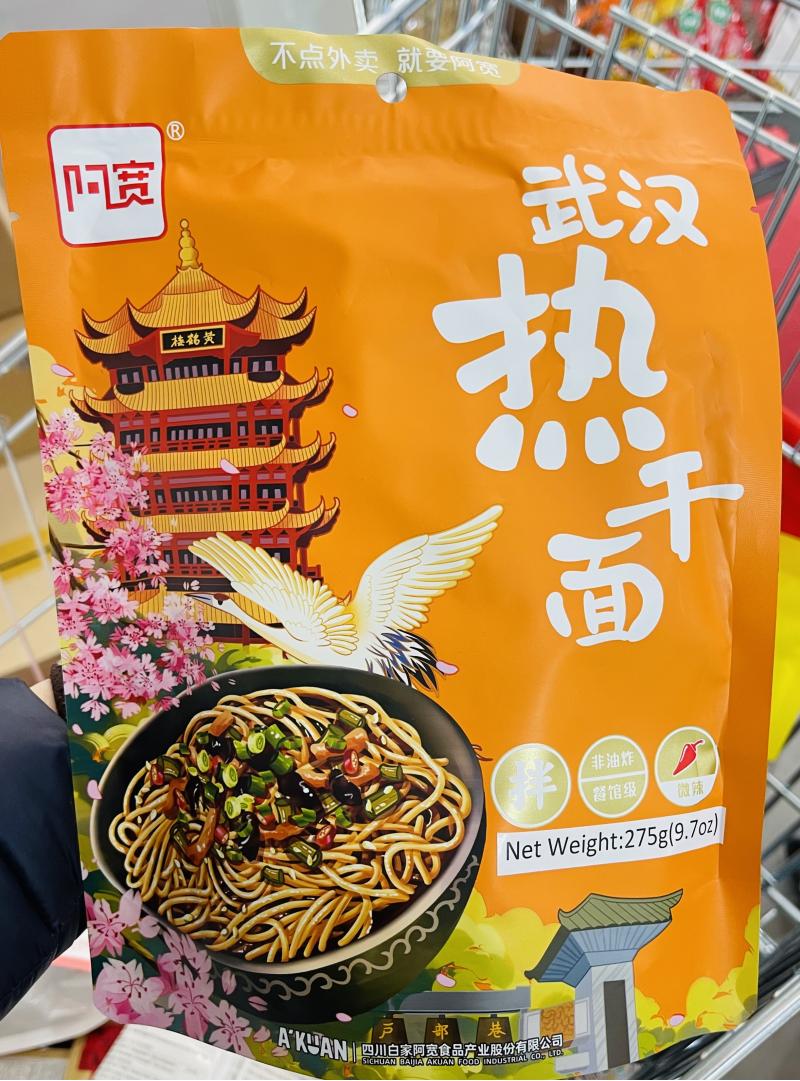 不点外卖 就要阿宽
阿宽®
武汉
热
干
面
楼鹤黄
拌
非油炸
餐馆级
微辣
Net Weight:275g(9.7oz)
户部巷
A'KUAN
四川白家阿宽食品产业股份有限公司
SICHUAN BAIJIA AKUAN FOOD INDUSTRIAL CO., LTD.